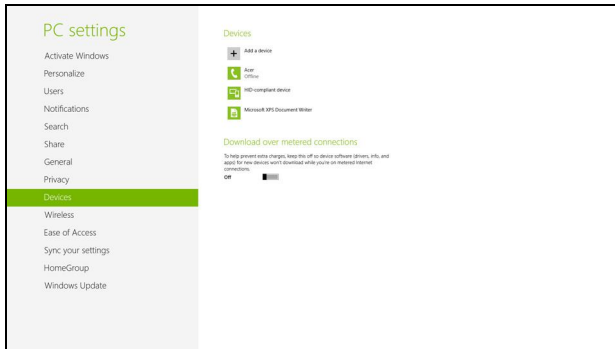 PC settings
Activate Windows
Personalize
Users
Notifications
Search
Share
General
Privacy
Devices
Wireless
Ease of Access
Sync your settings
HomeGroup
Windows Update
Devices
Add a device
Acer
Offline
HID-compliant device
Microsoft XPS Document Writer
Download over metered connections
To help prevent extra charges, keep this off so device software (drivers, info, and
apps) for new devices won't download while you're on metered Internet
connections.
Off